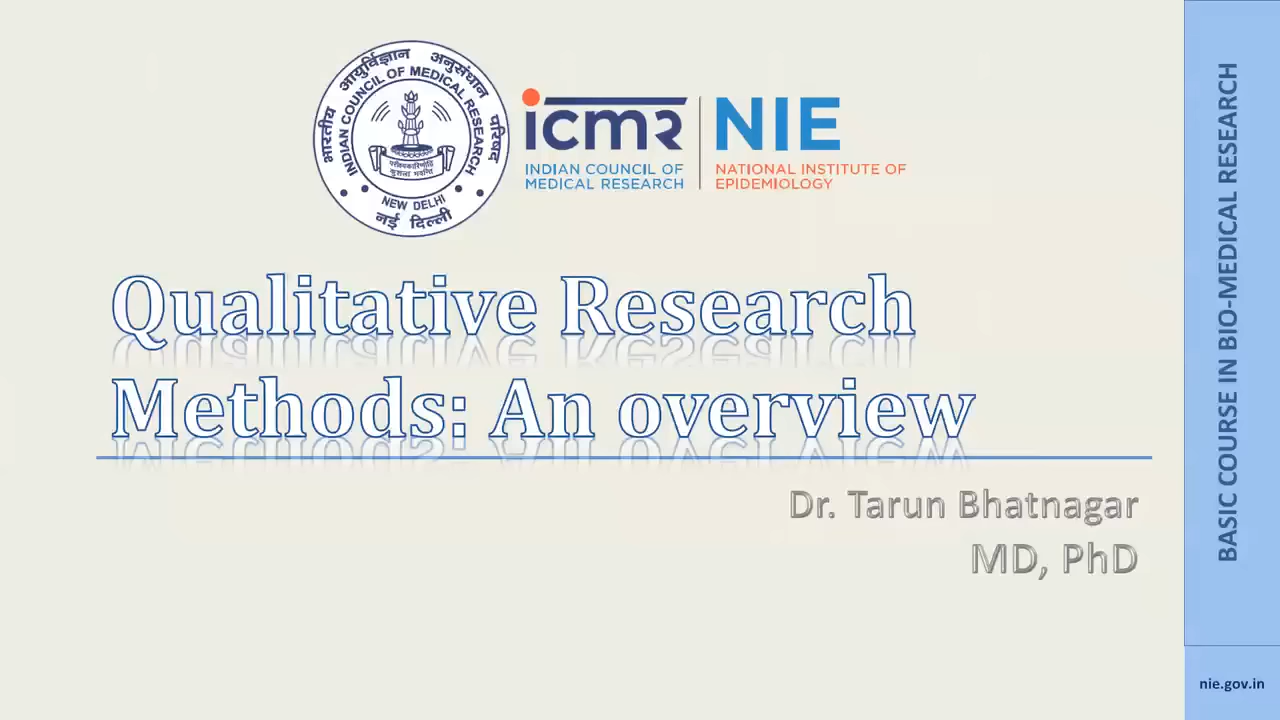 भारतीय आयुर्विज्ञान अनुसंधान परिषद
INDIAN COUNCIL OF MEDICAL RESEARCH
NEW DELHI
नई दिल्ली
icmr
INDIAN COUNCIL OF
MEDICAL RESEARCH
NIE
NATIONAL INSTITUTE OF
EPIDEMIOLOGY
Qualitative Research
Methods: An overview
Dr. Tarun Bhatnagar
MD, PhD
BASIC COURSE IN BIO-MEDICAL RESEARCH
nie.gov.in